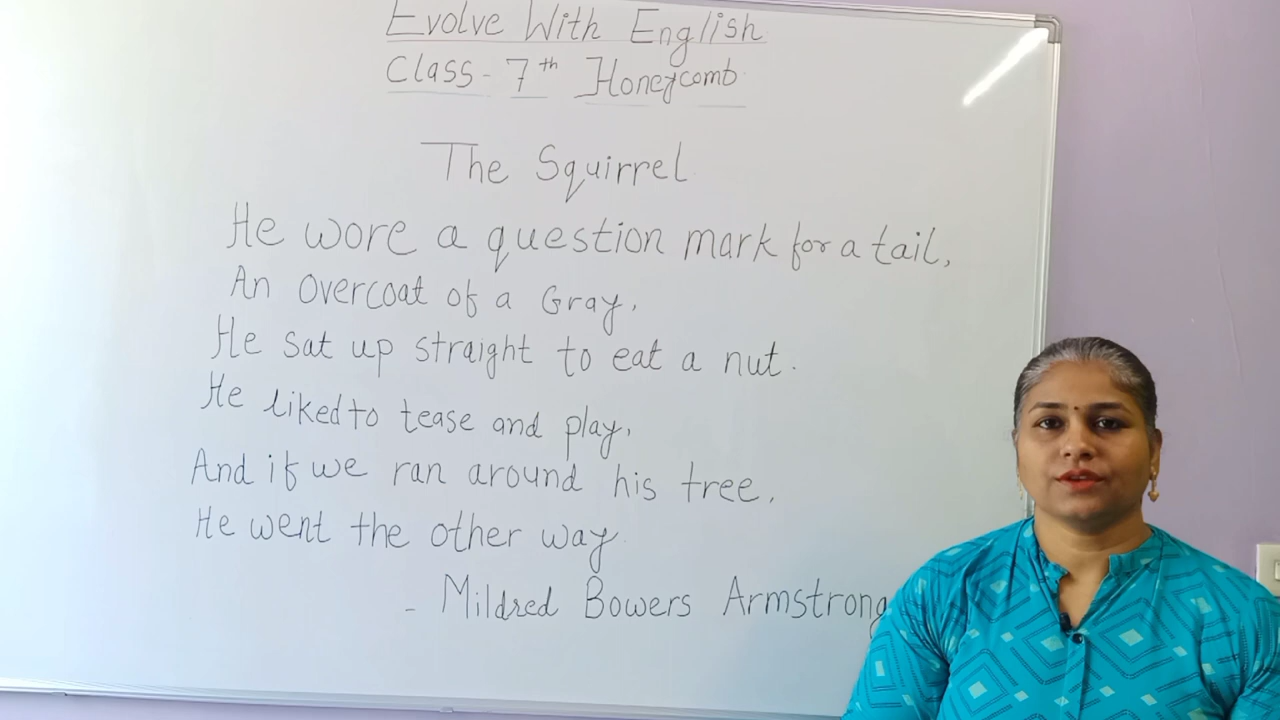 Evolve With English
Class - 7th Honeycomb
The Squirrel
He wore a question mark for a tail,
An overcoat of a Gray,
He sat up straight to eat a nut.
He liked to tease and play,
And if we ran around his tree,
He went the other way.
- Mildred Bowers Armstrong